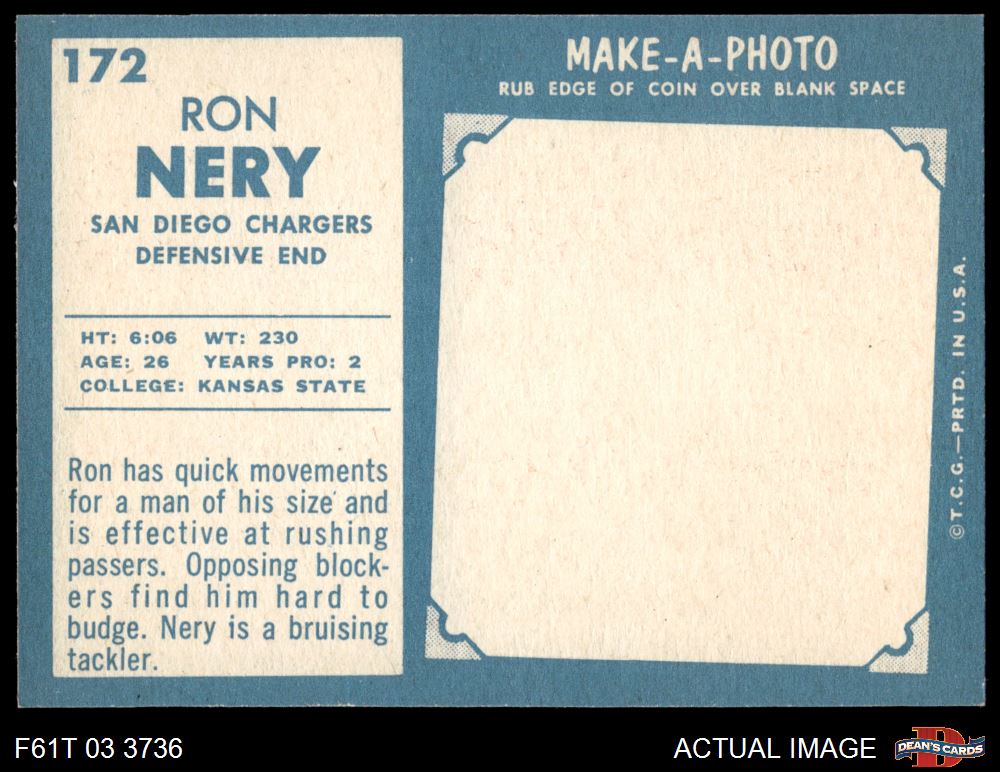 172
RON
NERY
SAN DIEGO CHARGERS
DEFENSIVE END
HT: 6:06 WT: 230
AGE: 26 YEARS PRO: 2
COLLEGE: KANSAS STATE
Ron has quick movements
for a man of his size and
is effective at rushing
passers. Opposing block-
ers find him hard to
budge. Nery is a bruising
tackler.
MAKE-A-PHOTO
RUB EDGE OF COIN OVER BLANK SPACE
©T.C.G.—PRTD. IN U.S.A.
F61T 03 3736
ACTUAL IMAGE
DEAN'S CARDS